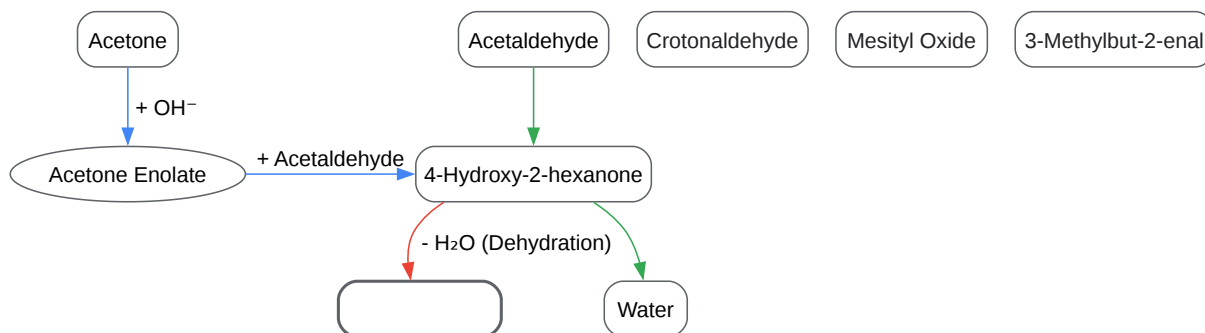 Acetone
Acetaldehyde
Crotonaldehyde
Mesityl Oxide
3-Methylbut-2-enal
+ OH⁻
Acetone Enolate
+ Acetaldehyde
4-Hydroxy-2-hexanone
- H₂O (Dehydration)
Water